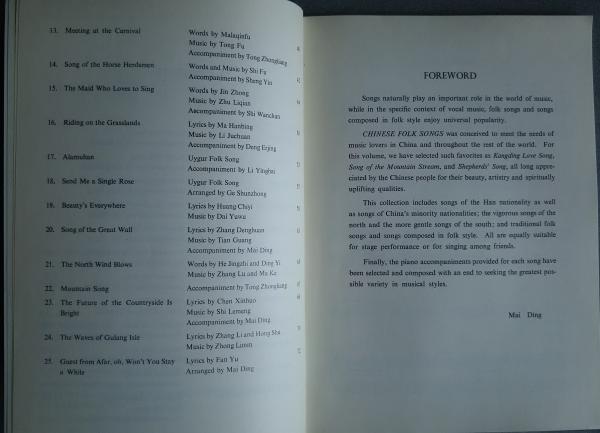 13. Meeting at the Carnival Words by Malaqinfu
Music by Tong Fu
Accompaniment by Tong Zhongliang
14. Song of the Horse Herdsmen Words and Music by Shi Fu
Accompaniment by Sheng Yin
15. The Maid Who Loves to Sing Words by Jin Zhong
Music by Zhu Liqian
Accompaniment by Shi Wanchun
16. Riding on the Grasslands Lyrics by Ma Hanbing
Music by Li Juchuan
Accompaniment by Deng Erjing
17. Alamuhan Uygur Folk Song
Accompaniment by Li Yinghai
18. Send Me a Single Rose Uygur Folk Song
Arranged by Ge Shunzhong
19. Beauty's Everywhere Lyrics by Huang Chiyi
Music by Dai Yuwu
20. Song of the Great Wall Lyrics by Zhang Denghuan
Music by Tian Guang
Accompaniment by Mai Ding
21. The North Wind Blows Words by He Jingzhi and Ding Yi
Music by Zhang Lu and Ma Ke
22. Mountain Song Accompaniment by Tong Zhongliang
23. The Future of the Countryside Is Lyrics by Chen Xinhuo
Bright Music by Shi Lemeng
Accompaniment by Mai Ding
24. The Waves of Gulang Isle Lyrics by Zhang Li and Hong Shu
Music by Zhong Limin
25. Guest from Afar, oh, Won't You Stay Lyrics by Fan Yu
a While Arranged by Mai Ding
FOREWORD
Songs naturally play an important role in the world of music,
while in the specific context of vocal music, folk songs and songs
composed in folk style enjoy universal popularity.
CHINESE FOLK SONGS was conceived to meet the needs of
music lovers in China and throughout the rest of the world. For
this volume, we have selected such favorites as Kangding Love Song,
Song of the Mountain Stream, and Shepherds' Song, all long appre-
ciated by the Chinese people for their beauty, artistry and spiritually
uplifting qualities.
This collection includes songs of the Han nationality as well
as songs of China's minority nationalities; the vigorous songs of the
north and the more gentle songs of the south; and traditional folk
songs and songs composed in folk style. All are equally suitable
for stage performance or for singing among friends.
Finally, the piano accompaniments provided for each song have
been selected and composed with an end to seeking the greatest pos-
sible variety in musical styles.
Mai Ding